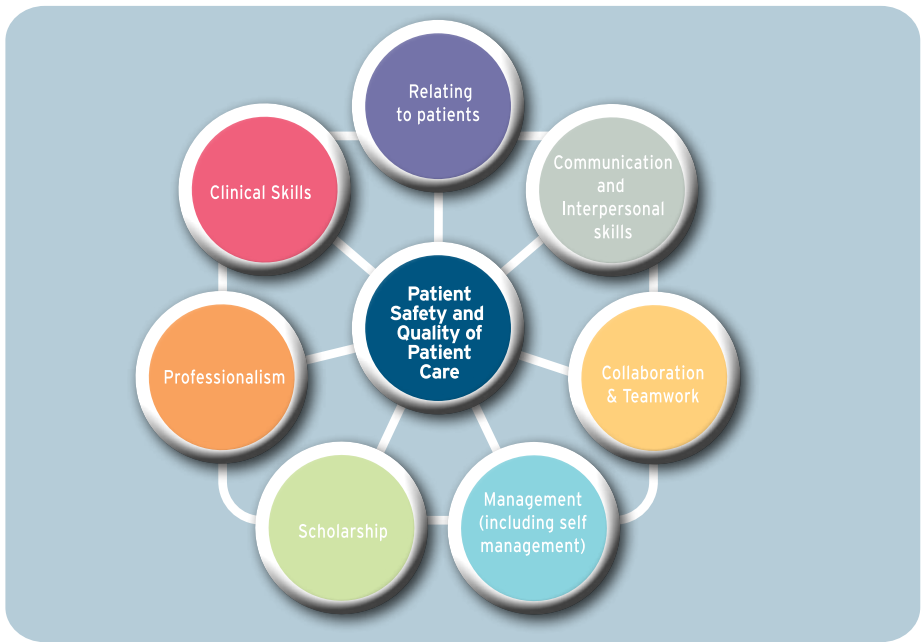 Relating
to patients
Communication
and
Interpersonal
skills
Clinical Skills
Patient
Safety and
Quality of
Patient
Care
Professionalism
Collaboration
& Teamwork
Management
(including self
management)
Scholarship